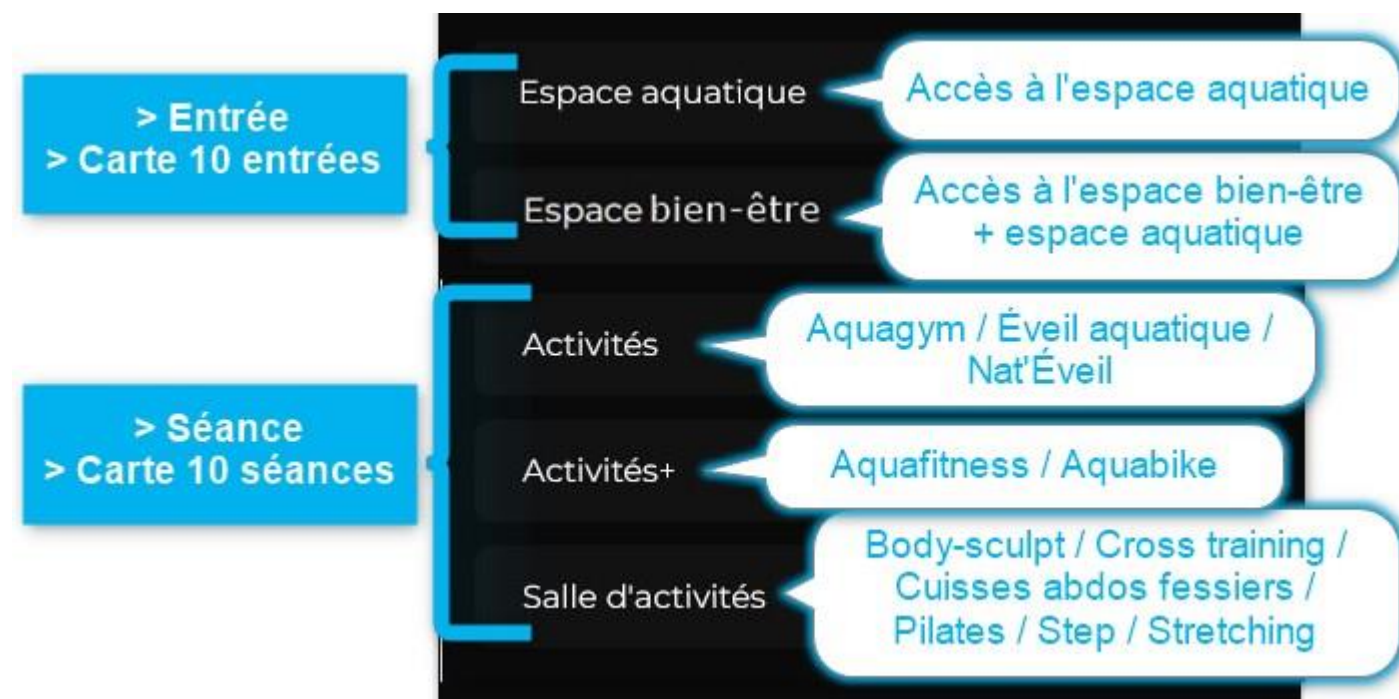 > Entrée
> Carte 10 entrées
Espace aquatique
Accès à l'espace aquatique
Espace bien-être
Accès à l'espace bien-être
+ espace aquatique
> Séance
> Carte 10 séances
Activités
Aquagym / Éveil aquatique /
Nat'Éveil
Activités+
Aquafitness / Aquabike
Salle d'activités
Body-sculpt / Cross training /
Cuisses abdos fessiers /
Pilates / Step / Stretching